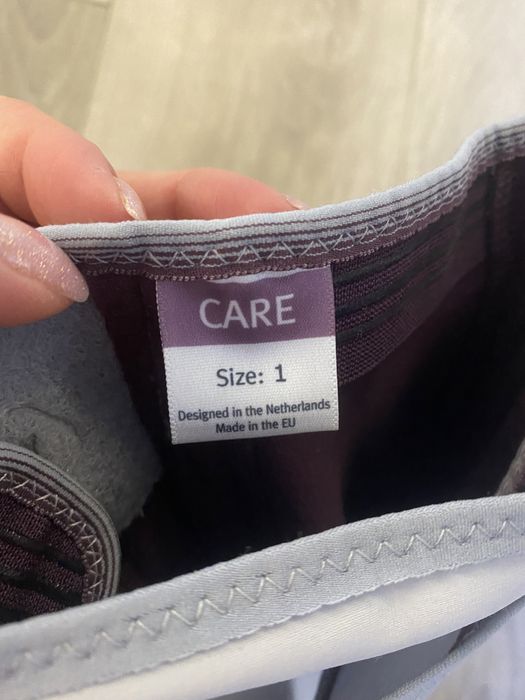 CARE
Size: 1
Designed in the Netherlands
Made in the EU